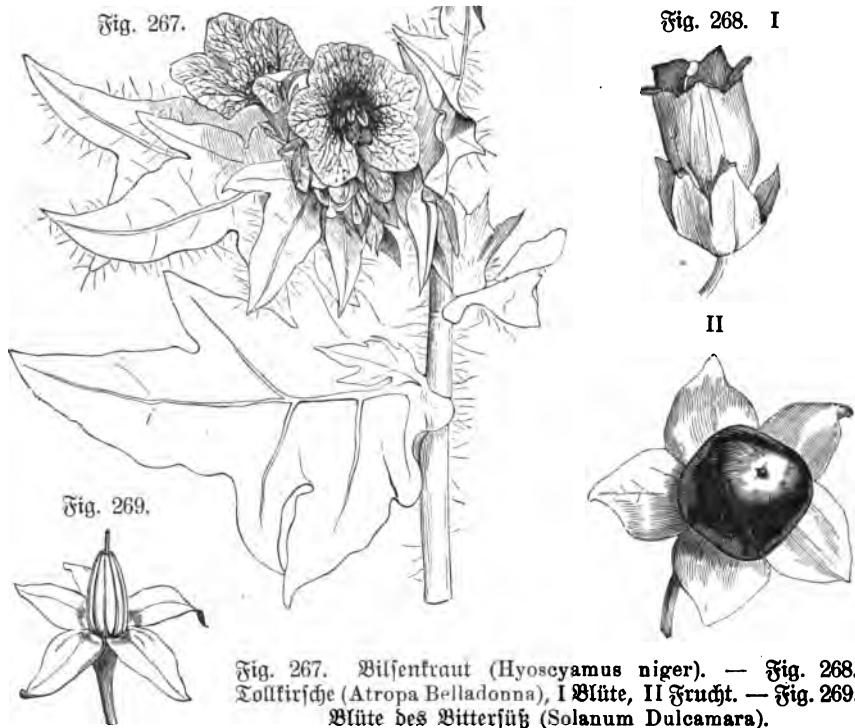 Fig. 267.
Fig. 268. I
II
Fig. 269.
Fig. 267. Bilsenkraut (Hyoscyamus niger). — Fig. 268.
Tollkirsche (Atropa Belladonna), I Blüte, II Frucht. — Fig. 269.
Blüte des Bittersüß (Solanum Dulcamara).